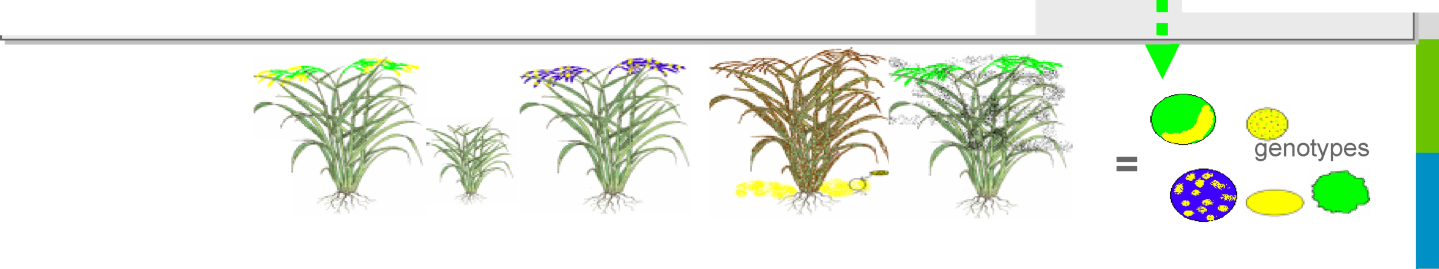 =
genotypes